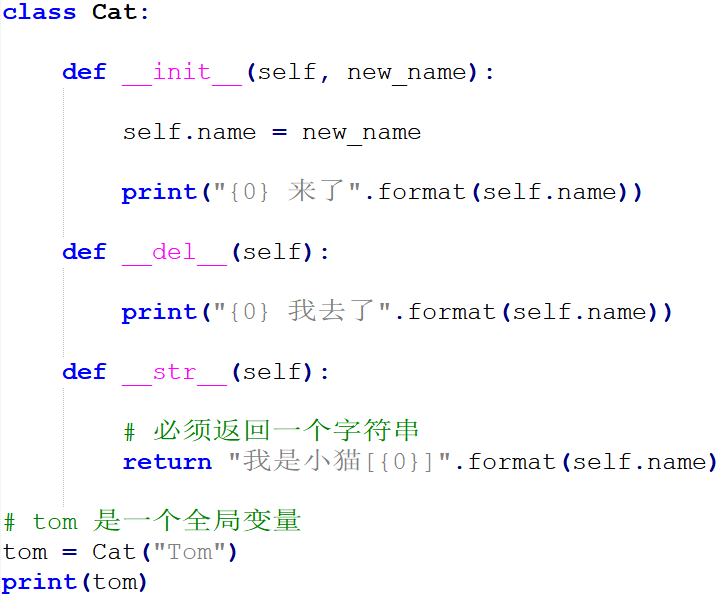 class Cat:
def __init__(self, new_name):
self.name = new_name
print("{0} 来了".format(self.name))
def __del__(self):
print("{0} 我去了".format(self.name))
def __str__(self):
# 必须返回一个字符串
return "我是小猫[{0}]".format(self.name)
# tom 是一个全局变量
tom = Cat("Tom")
print(tom)